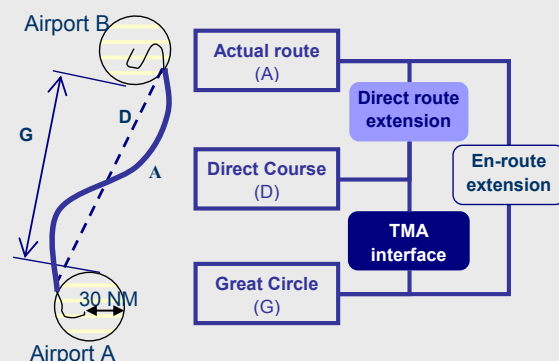 Airport B
G
D
A
30 NM
Airport A
Actual route
(A)
Direct route
extension
Direct Course
(D)
En-route
extension
TMA
interface
Great Circle
(G)